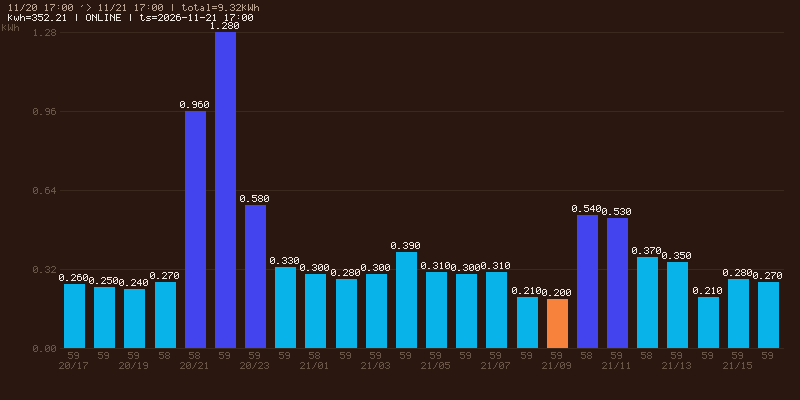 11/20 17:00 -> 11/21 17:00 | total=9.32kWh
Kwh=352.21 | ONLINE | ts=2026-11-21 17:00
kWh
1.28
0.96
0.64
0.32
0.00
0.260 0.250 0.240 0.270 0.960 1.280 0.580 0.330 0.300 0.280 0.300 0.390 0.310 0.300 0.310 0.210 0.200 0.540 0.530 0.370 0.350 0.210 0.280 0.270
59 59 59 58 58 59 59 59 58 59 59 59 59 59 59 59 59 58 59 58 59 59 59 59
20/17 20/19 20/21 20/23 21/01 21/03 21/05 21/07 21/09 21/11 21/13 21/15